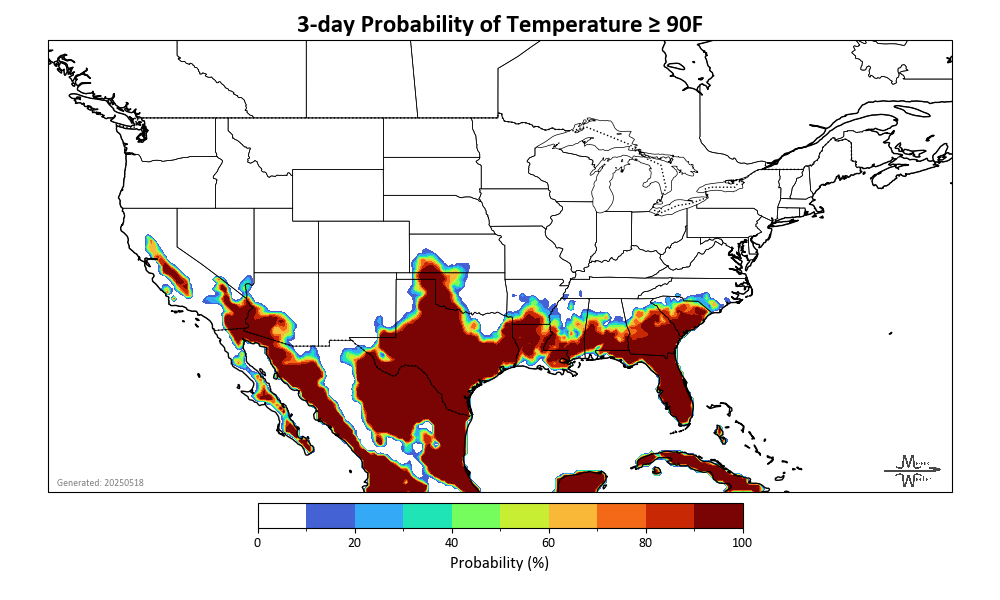 3-day Probability of Temperature ≥ 90F
Generated: 20250518
0 20 40 60 80 100
Probability (%)